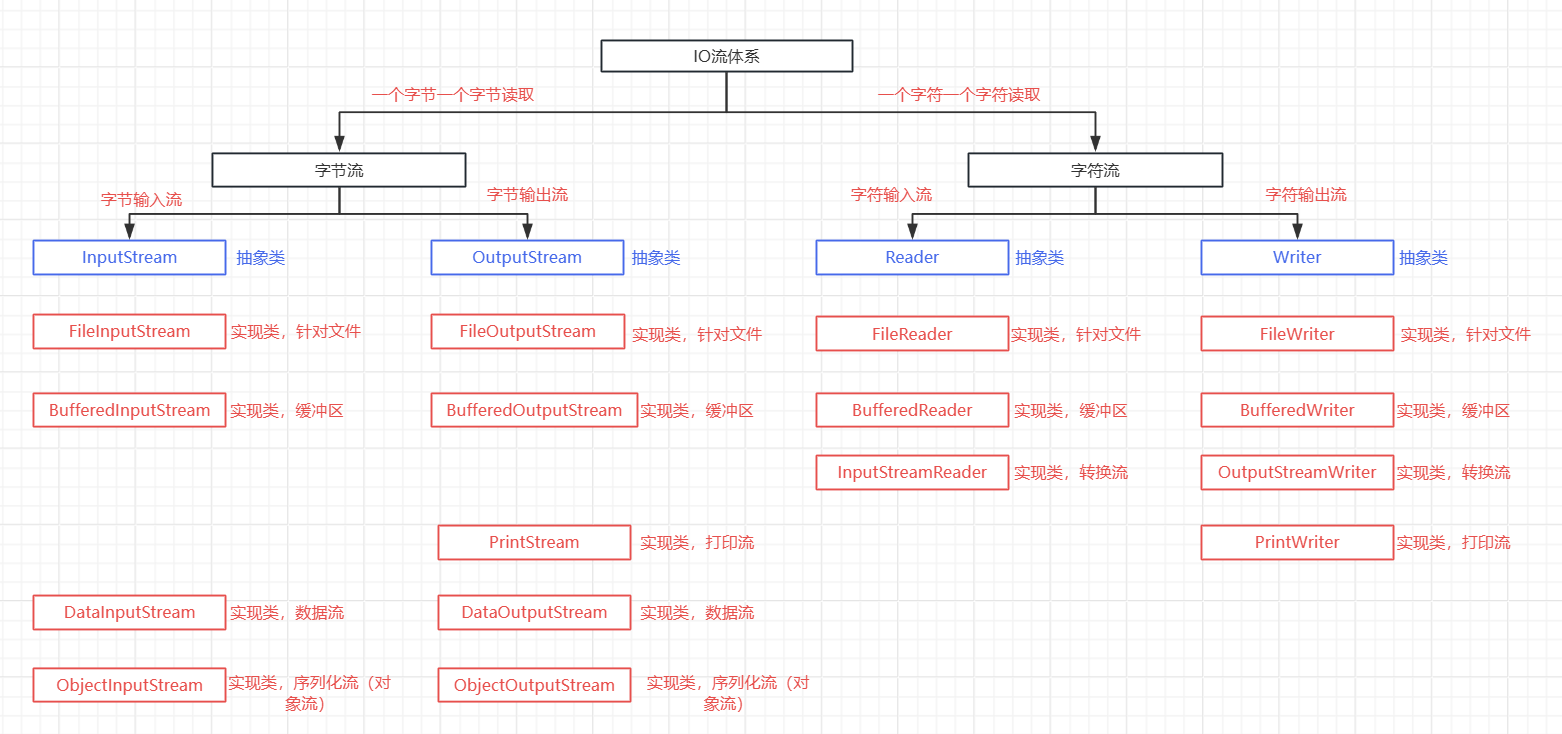 IO流体系
一个字节一个字节读取
一个字符一个字符读取
字节流
字符流
字节输入流
字节输出流
字符输入流
字符输出流
InputStream
抽象类
OutputStream
抽象类
Reader
抽象类
Writer
抽象类
FileInputStream
实现类，针对文件
FileOutputStream
实现类，针对文件
FileReader
实现类，针对文件
FileWriter
实现类，针对文件
BufferedInputStream
实现类，缓冲区
BufferedOutputStream
实现类，缓冲区
BufferedReader
实现类，缓冲区
BufferedWriter
实现类，缓冲区
InputStreamReader
实现类，转换流
OutputStreamWriter
实现类，转换流
PrintStream
实现类，打印流
PrintWriter
实现类，打印流
DataInputStream
实现类，数据流
DataOutputStream
实现类，数据流
ObjectInputStream
实现类，序列化流（对
象流）
ObjectOutputStream
实现类，序列化流（对
象流）